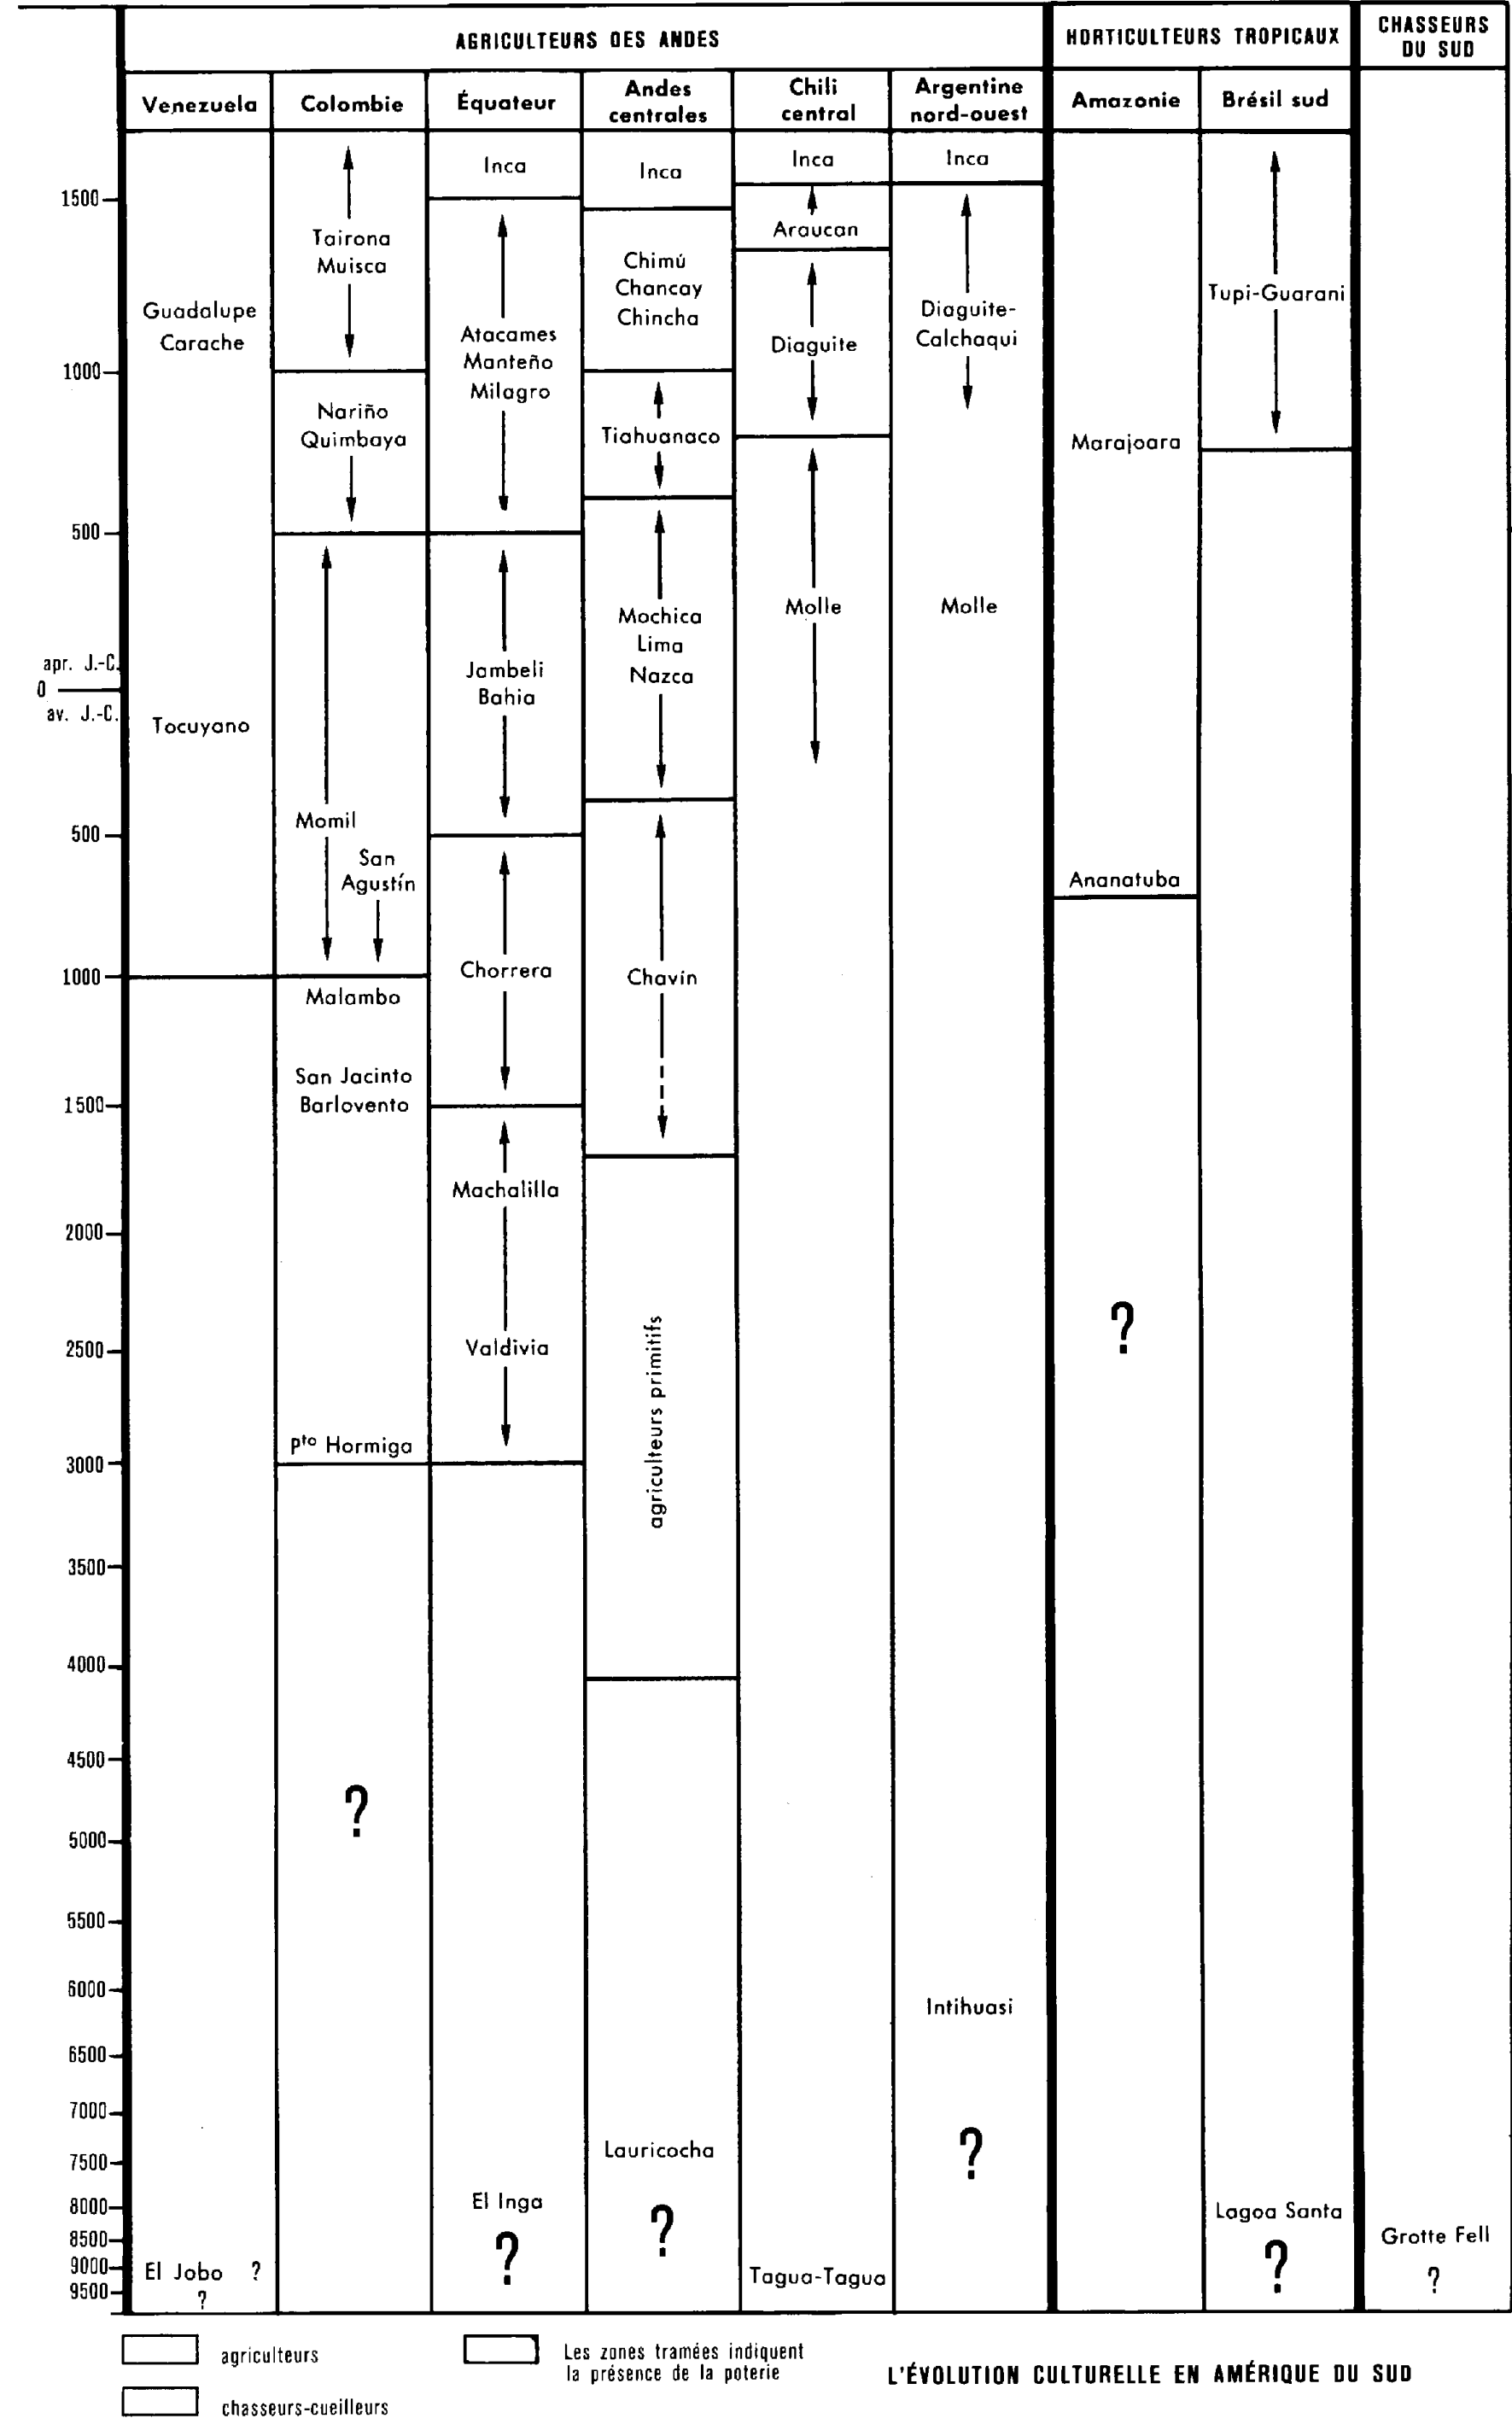 AGRICULTEURS DES ANDES
HORTICULTEURS TROPICAUX
CHASSEURS
DU SUD
Venezuela
Colombie
Équateur
Andes
centrales
Chili
central
Argentine
nord-ouest
Amazonie
Brésil sud
1500
1000
500
apr. J.-C.
0
av. J.-C.
500
1000
1500
2000
2500
3000
3500
4000
4500
5000
5500
6000
6500
7000
7500
8000
8500
9000
9500
Guadalupe
Carache
Tocuyano
El Jobo ?
?
Tairona
Muisca
Nariño
Quimbaya
Momil
San
Agustín
Malambo
San Jacinto
Barlovento
Pto Hormiga
?
Inca
Atacames
Manteño
Milagro
Jambeli
Bahia
Chorrera
Machalilla
Valdivia
El Inga
?
Inca
Chimú
Chancay
Chincha
Tiahuanaco
Mochica
Lima
Nazca
Chavin
agriculteurs primitifs
Lauricocha
?
Inca
Araucan
Diaguite
Molle
Tagua-Tagua
Inca
Diaguite-
Calchaqui
Molle
Intihuasi
?
Marajoara
Ananatuba
?
Tupi-Guarani
Lagoa Santa
?
Grotte Fell
?
agriculteurs
chasseurs-cueilleurs
Les zones tramées indiquent
la présence de la poterie
L'ÉVOLUTION CULTURELLE EN AMÉRIQUE DU SUD